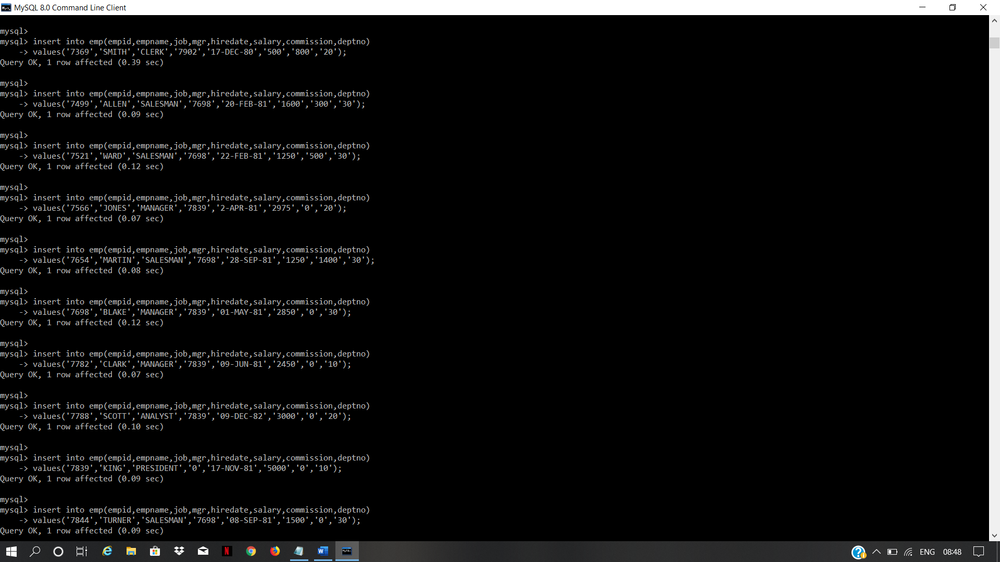 MySQL 8.0 Command Line Client
mysql>
mysql> insert into emp(empid,empname,job,mgr,hiredate,salary,commission,deptno)
    -> values('7369','SMITH','CLERK','7902','17-DEC-80','500','800','20');
Query OK, 1 row affected (0.39 sec)

mysql>
mysql> insert into emp(empid,empname,job,mgr,hiredate,salary,commission,deptno)
    -> values('7499','ALLEN','SALESMAN','7698','20-FEB-81','1600','300','30');
Query OK, 1 row affected (0.09 sec)

mysql>
mysql> insert into emp(empid,empname,job,mgr,hiredate,salary,commission,deptno)
    -> values('7521','WARD','SALESMAN','7698','22-FEB-81','1250','500','30');
Query OK, 1 row affected (0.12 sec)

mysql>
mysql> insert into emp(empid,empname,job,mgr,hiredate,salary,commission,deptno)
    -> values('7566','JONES','MANAGER','7839','2-APR-81','2975','0','20');
Query OK, 1 row affected (0.07 sec)

mysql>
mysql> insert into emp(empid,empname,job,mgr,hiredate,salary,commission,deptno)
    -> values('7654','MARTIN','SALESMAN','7698','28-SEP-81','1250','1400','30');
Query OK, 1 row affected (0.08 sec)

mysql>
mysql> insert into emp(empid,empname,job,mgr,hiredate,salary,commission,deptno)
    -> values('7698','BLAKE','MANAGER','7839','01-MAY-81','2850','0','30');
Query OK, 1 row affected (0.12 sec)

mysql>
mysql> insert into emp(empid,empname,job,mgr,hiredate,salary,commission,deptno)
    -> values('7782','CLARK','MANAGER','7839','09-JUN-81','2450','0','10');
Query OK, 1 row affected (0.07 sec)

mysql>
mysql> insert into emp(empid,empname,job,mgr,hiredate,salary,commission,deptno)
    -> values('7788','SCOTT','ANALYST','7839','09-DEC-82','3000','0','20');
Query OK, 1 row affected (0.10 sec)

mysql>
mysql> insert into emp(empid,empname,job,mgr,hiredate,salary,commission,deptno)
    -> values('7839','KING','PRESIDENT','0','17-NOV-81','5000','0','10');
Query OK, 1 row affected (0.09 sec)

mysql>
mysql> insert into emp(empid,empname,job,mgr,hiredate,salary,commission,deptno)
    -> values('7844','TURNER','SALESMAN','7698','08-SEP-81','1500','0','30');
Query OK, 1 row affected (0.09 sec)
ENG 08:48